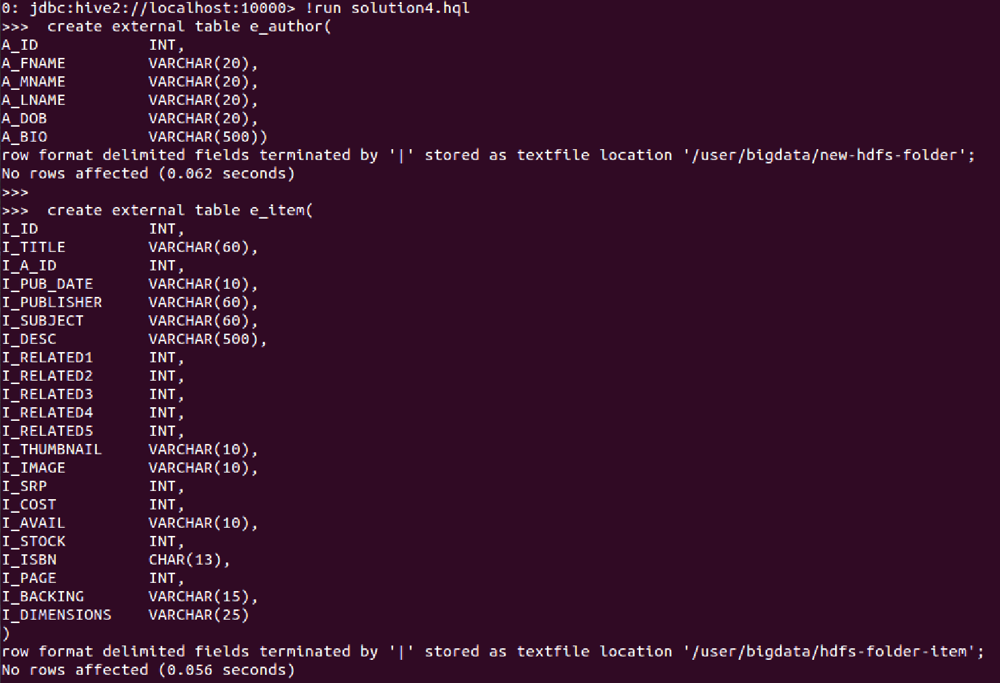 0: jdbc:hive2://localhost:10000> !run solution4.hql
>>>  create external table e_author(
A_ID            INT,
A_FNAME         VARCHAR(20),
A_MNAME         VARCHAR(20),
A_LNAME         VARCHAR(20),
A_DOB           VARCHAR(20),
A_BIO           VARCHAR(500))
row format delimited fields terminated by '|' stored as textfile location '/user/bigdata/new-hdfs-folder';
No rows affected (0.062 seconds)
>>>
>>>  create external table e_item(
I_ID            INT,
I_TITLE         VARCHAR(60),
I_A_ID          INT,
I_PUB_DATE      VARCHAR(10),
I_PUBLISHER     VARCHAR(60),
I_SUBJECT       VARCHAR(60),
I_DESC          VARCHAR(500),
I_RELATED1      INT,
I_RELATED2      INT,
I_RELATED3      INT,
I_RELATED4      INT,
I_RELATED5      INT,
I_THUMBNAIL     VARCHAR(10),
I_IMAGE         VARCHAR(10),
I_SRP           INT,
I_COST          INT,
I_AVAIL         VARCHAR(10),
I_STOCK         INT,
I_ISBN          CHAR(13),
I_PAGE          INT,
I_BACKING       VARCHAR(15),
I_DIMENSIONS    VARCHAR(25)
)
row format delimited fields terminated by '|' stored as textfile location '/user/bigdata/hdfs-folder-item';
No rows affected (0.056 seconds)